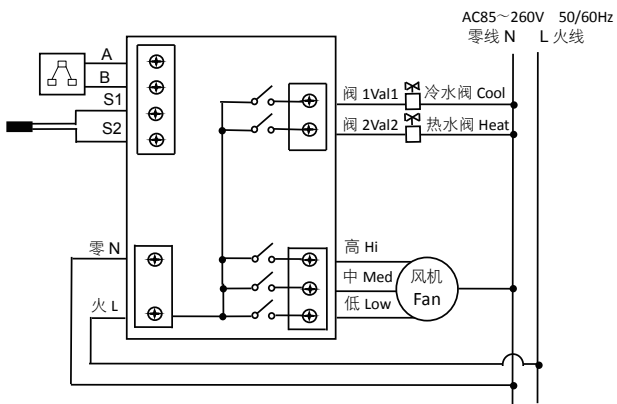 AC85～260V 50/60Hz
零线 N L 火线
A
B
S1
S2
阀 1Val1 冷水阀 Cool
阀 2Val2 热水阀 Heat
零 N
火 L
高 Hi
中 Med
低 Low
风机
Fan